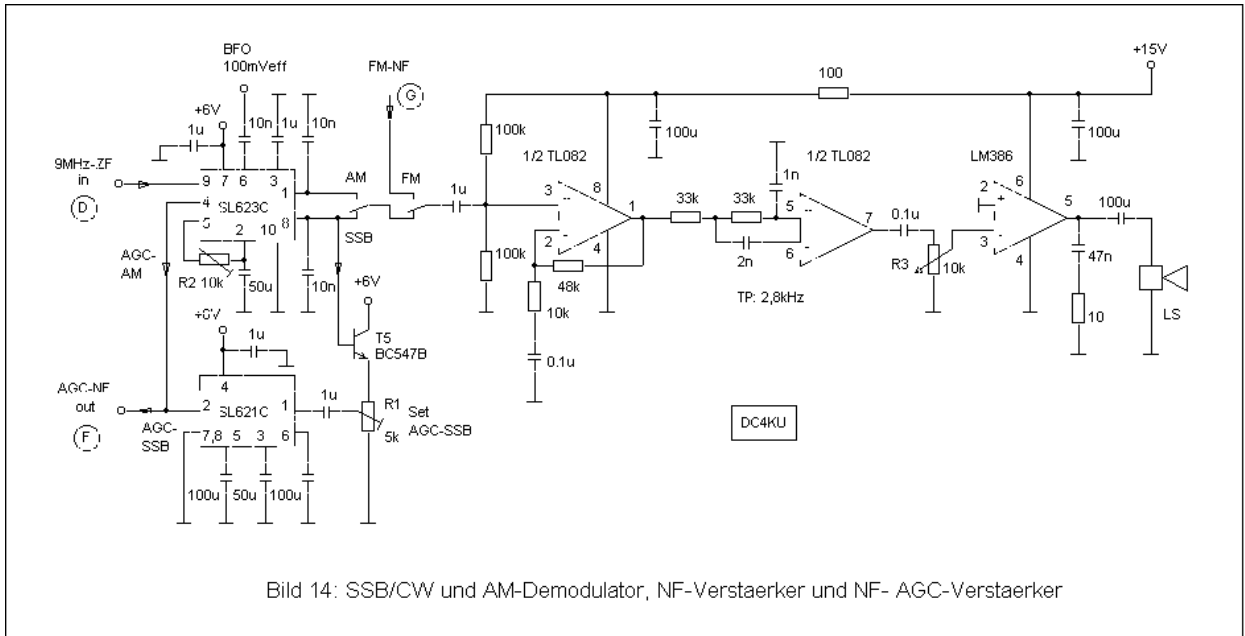 BFO
100mVeff
FM-NF
G
+15V
100
+6V
1u
10n
1u
10n
100k
100u
100u
9MHz-ZF
in
D
9 7 6 3 1
4
SL623C
5 2 10 8
AM
FM
SSB
1u
1/2 TL082
3
2
8
4
1
33k
33k
1n
2n
1/2 TL082
5
6
7
TP: 2,8kHz
0.1u
R3
10k
LM386
2
3
6
4
5
100u
47n
10
LS
AGC-
AM
R2 10k
50u
10n
100k
48k
10k
0.1u
+6V
T5
BC547B
+6V
1u
4
AGC-NF
out
F
2
SL621C
1
7,8 5 3 6
AGC-
SSB
1u
R1
5k
Set
AGC-SSB
100u
50u
100u
DC4KU
Bild 14: SSB/CW und AM-Demodulator, NF-Verstaerker und NF- AGC-Verstaerker